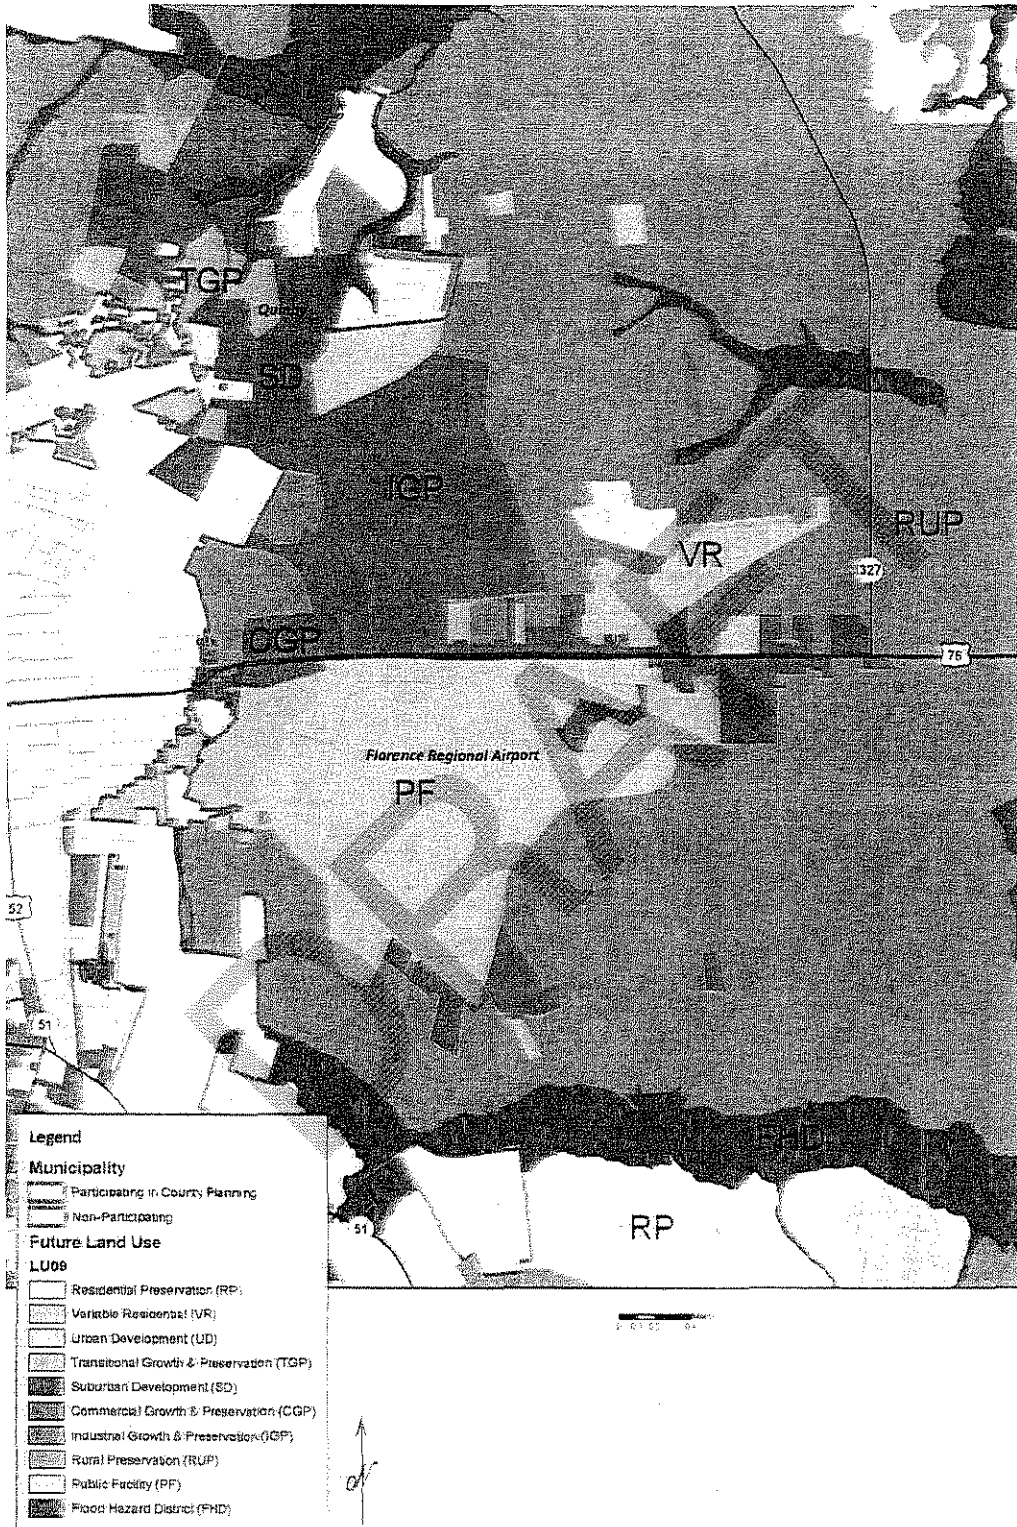 TGP
Quinby
SD
IGP
RUP
VR
327
CGP
76
Florence Regional Airport
PF
52
51
FHD
51
RP
Legend
Municipality
Participating in County Planning
Non-Participating
Future Land Use
LU09
Residential Preservation (RP)
Variable Residential (VR)
Urban Development (UD)
Transitional Growth & Preservation (TGP)
Suburban Development (SD)
Commercial Growth & Preservation (CGP)
Industrial Growth & Preservation (IGP)
Rural Preservation (RUP)
Public Facility (PF)
Flood Hazard District (FHD)